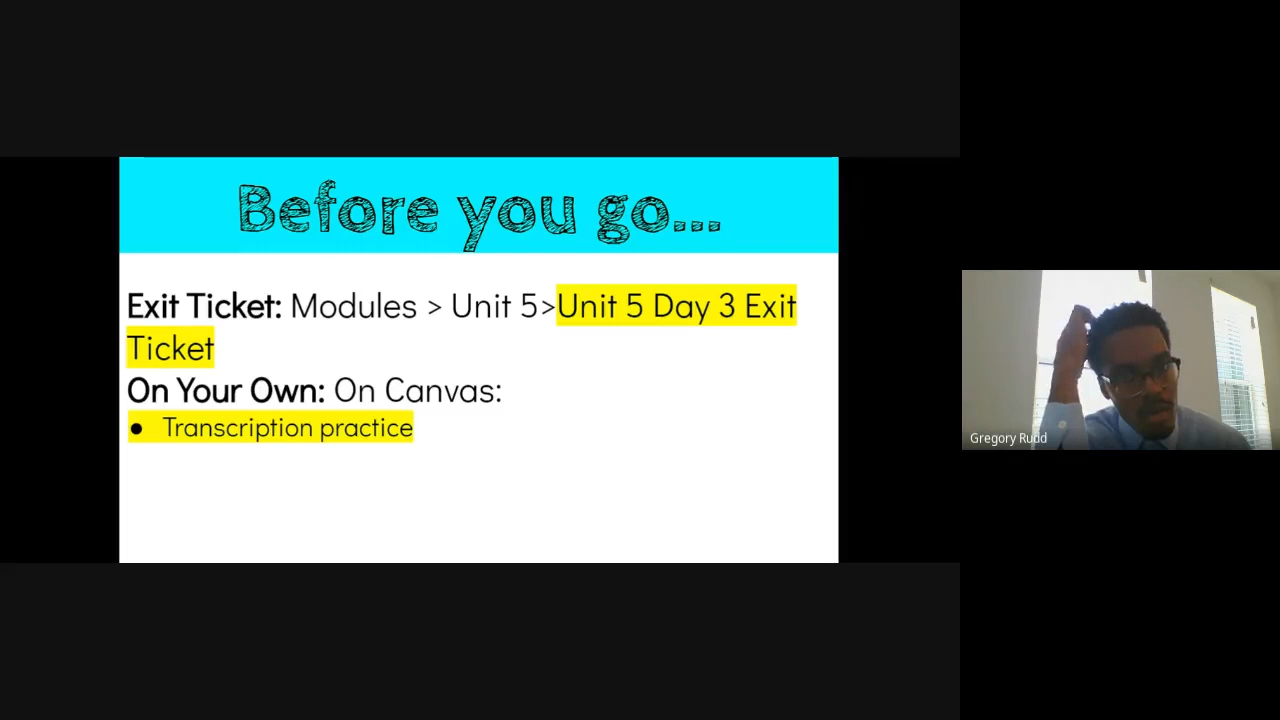 Before you go...
Exit Ticket: Modules > Unit 5>Unit 5 Day 3 Exit
Ticket
On Your Own: On Canvas:
● Transcription practice
Gregory Rudd